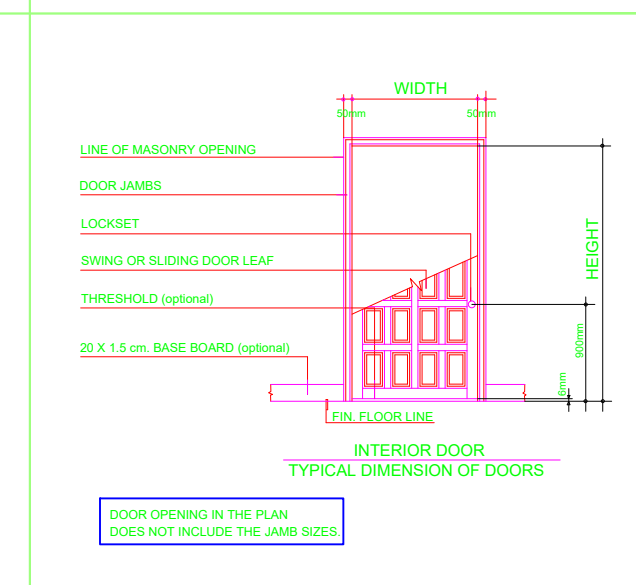 WIDTH
50mm 50mm
LINE OF MASONRY OPENING
DOOR JAMBS
LOCKSET
SWING OR SLIDING DOOR LEAF
THRESHOLD (optional)
20 X 1.5 cm. BASE BOARD (optional)
HEIGHT
900mm
6mm
FIN. FLOOR LINE
INTERIOR DOOR
TYPICAL DIMENSION OF DOORS
DOOR OPENING IN THE PLAN
DOES NOT INCLUDE THE JAMB SIZES.